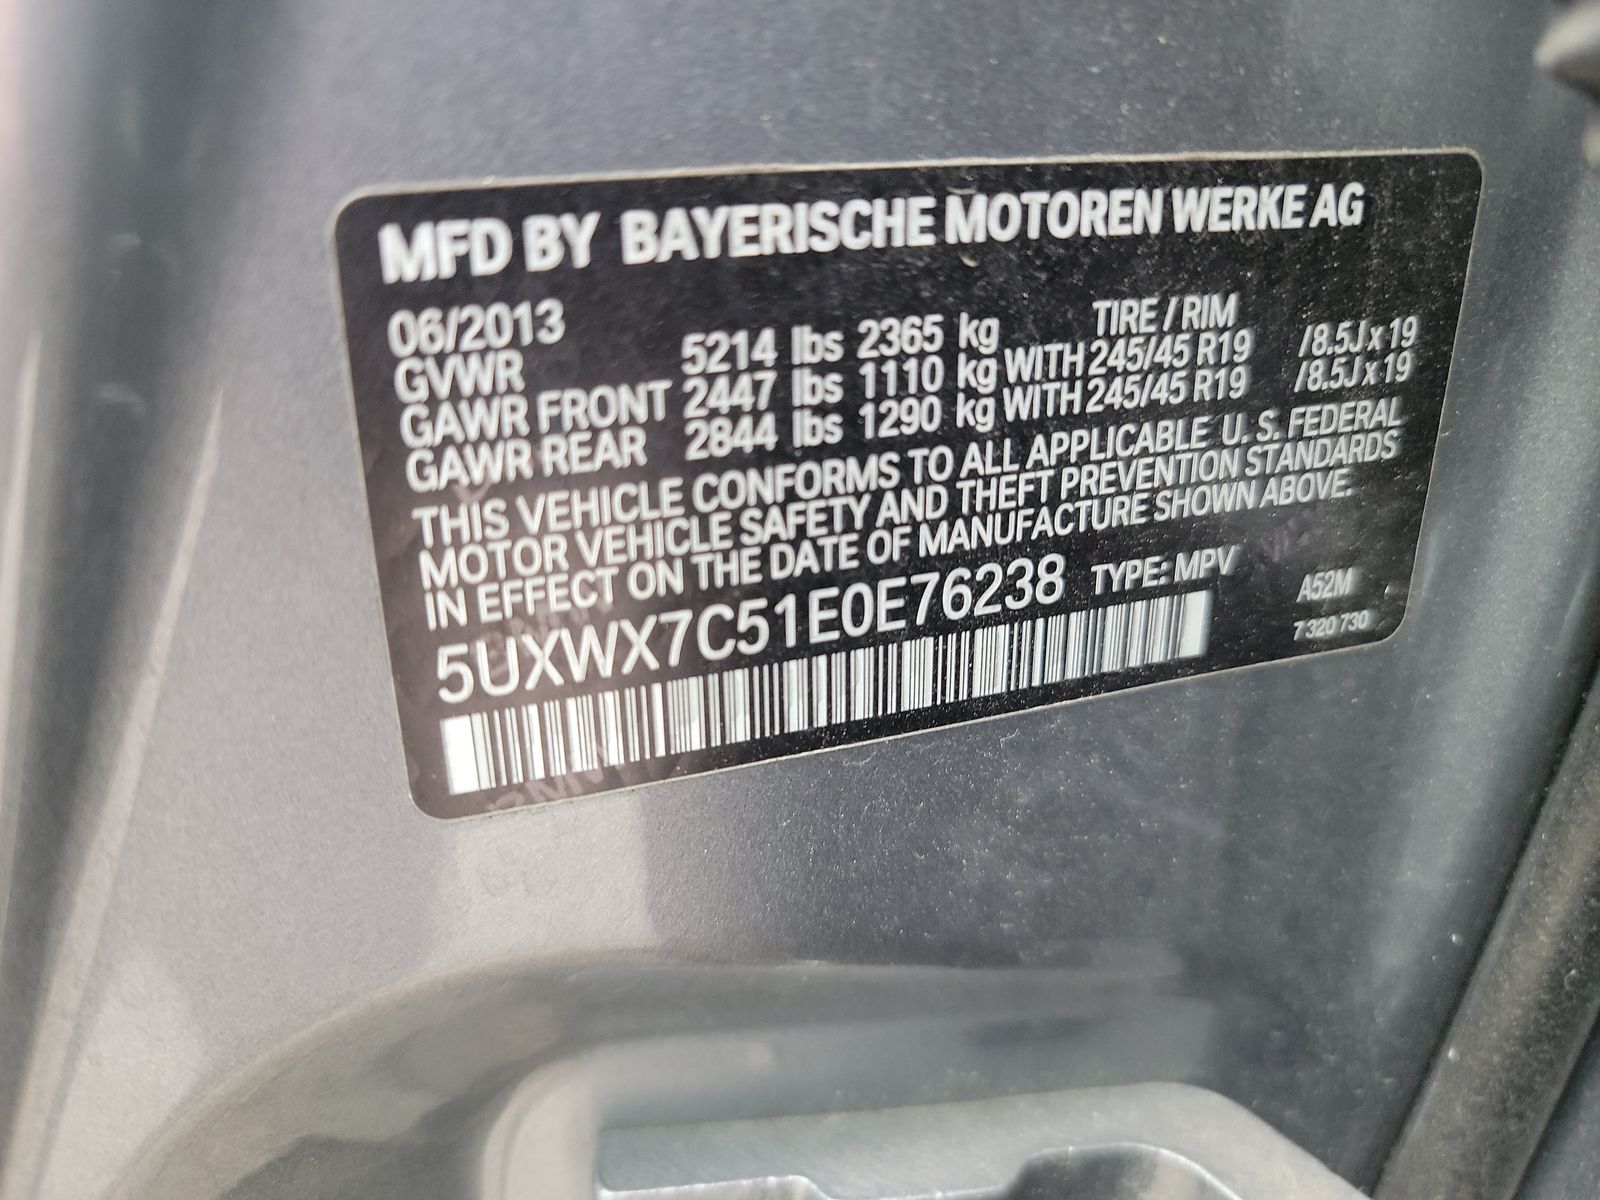 MFD BY BAYERISCHE MOTOREN WERKE AG
06/2013 TIRE / RIM
GVWR 5214 lbs 2365 kg
GAWR FRONT 2447 lbs 1110 kg WITH 245/45 R19 /8.5J x 19
GAWR REAR 2844 lbs 1290 kg WITH 245/45 R19 /8.5J x 19
THIS VEHICLE CONFORMS TO ALL APPLICABLE U. S. FEDERAL
MOTOR VEHICLE SAFETY AND THEFT PREVENTION STANDARDS
IN EFFECT ON THE DATE OF MANUFACTURE SHOWN ABOVE.
5UXWX7C51E0E76238 TYPE: MPV A52M
7 320 730